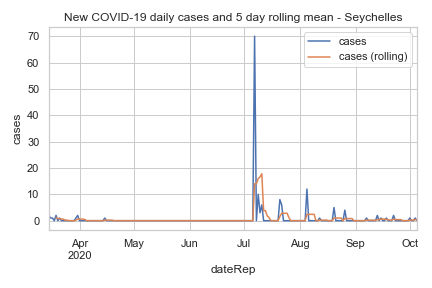 New COVID-19 daily cases and 5 day rolling mean - Seychelles
cases
cases (rolling)
70
60
50
40
30
20
10
0
cases
Apr May Jun Jul Aug Sep Oct
2020
dateRep